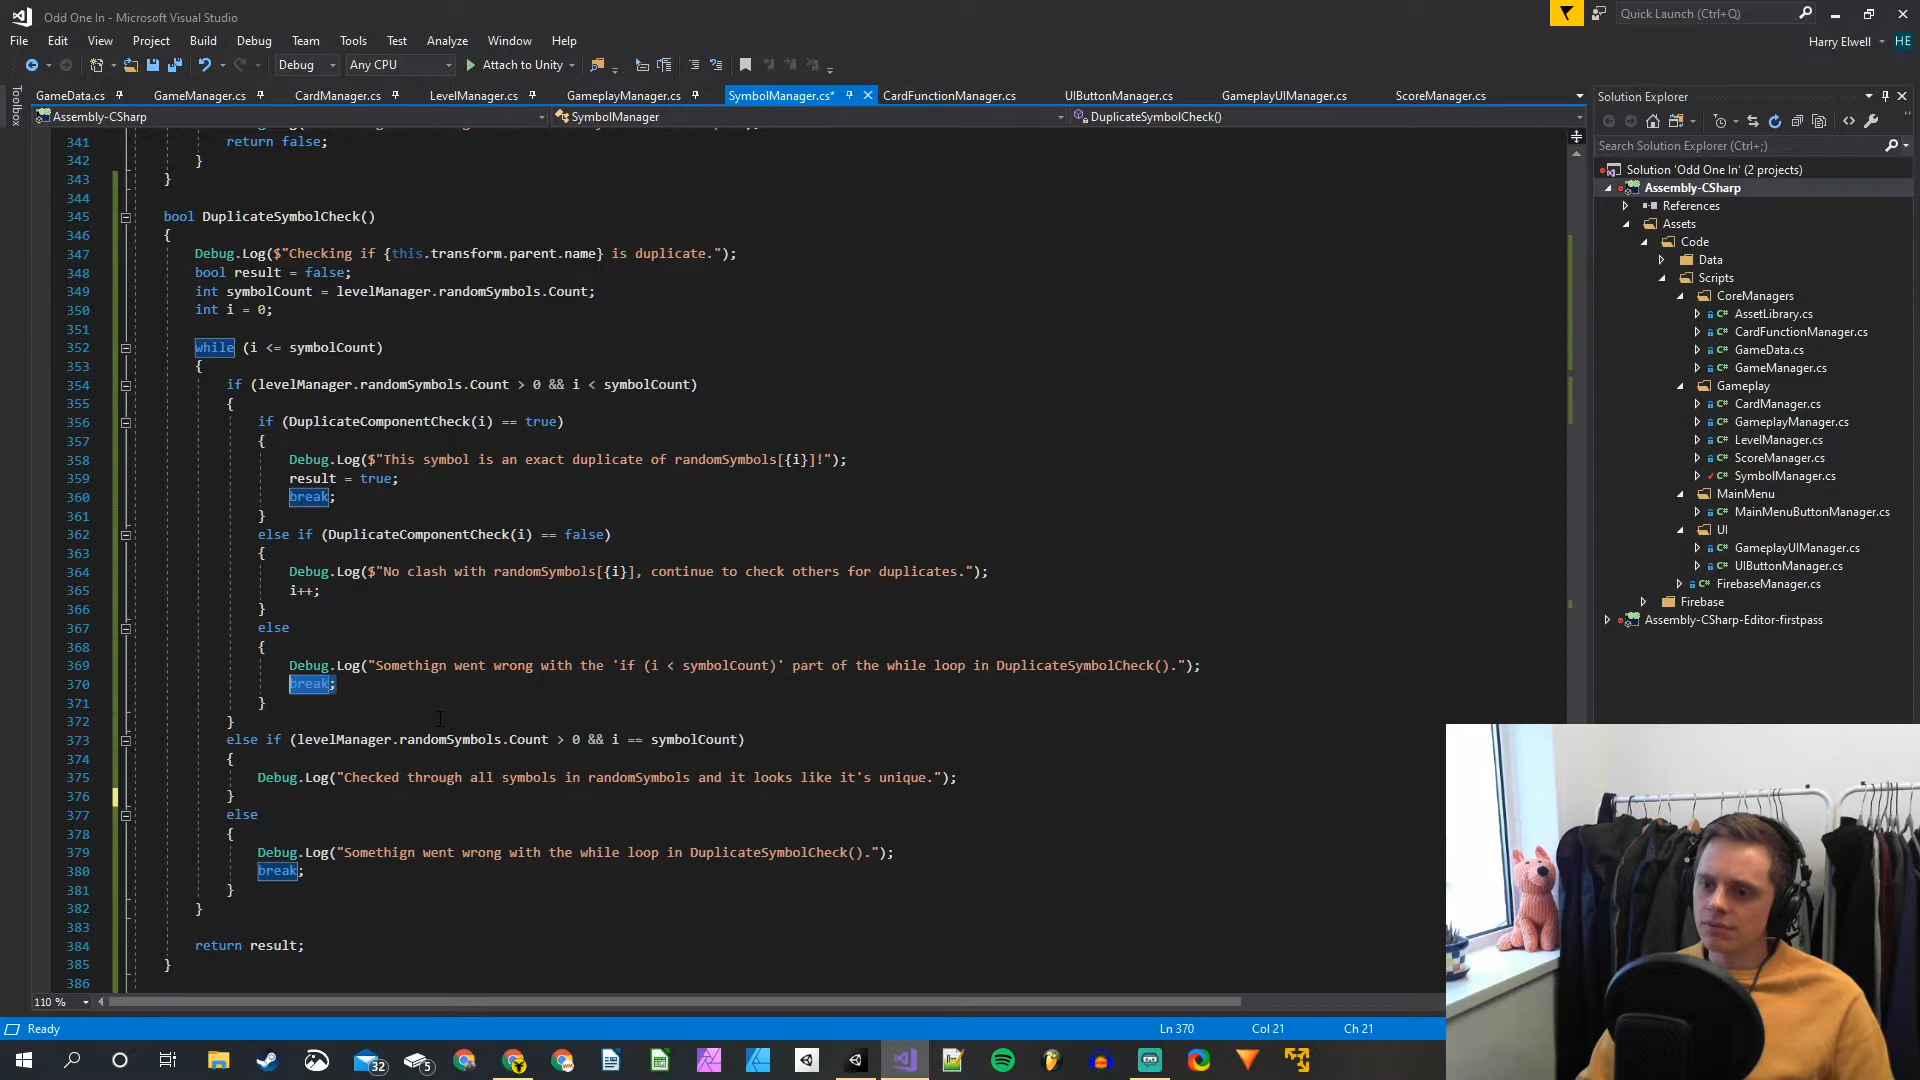 Odd One In - Microsoft Visual Studio
Quick Launch (Ctrl+Q)
File Edit View Project Build Debug Team Tools Test Analyze Window Help
Harry Elwell HE
Debug Any CPU Attach to Unity
Toolbox
GameData.cs GameManager.cs CardManager.cs LevelManager.cs GameplayManager.cs SymbolManager.cs* CardFunctionManager.cs UIButtonManager.cs GameplayUIManager.cs ScoreManager.cs
Assembly-CSharp SymbolManager DuplicateSymbolCheck()
341 return false;
342 }
343 }
344
345 bool DuplicateSymbolCheck()
346 {
347 Debug.Log($"Checking if {this.transform.parent.name} is duplicate.");
348 bool result = false;
349 int symbolCount = levelManager.randomSymbols.Count;
350 int i = 0;
351
352 while (i <= symbolCount)
353 {
354 if (levelManager.randomSymbols.Count > 0 && i < symbolCount)
355 {
356 if (DuplicateComponentCheck(i) == true)
357 {
358 Debug.Log($"This symbol is an exact duplicate of randomSymbols[{i}]!");
359 result = true;
360 break;
361 }
362 else if (DuplicateComponentCheck(i) == false)
363 {
364 Debug.Log($"No clash with randomSymbols[{i}], continue to check others for duplicates.");
365 i++;
366 }
367 else
368 {
369 Debug.Log("Somethign went wrong with the 'if (i < symbolCount)' part of the while loop in DuplicateSymbolCheck().");
370 break;
371 }
372 }
373 else if (levelManager.randomSymbols.Count > 0 && i == symbolCount)
374 {
375 Debug.Log("Checked through all symbols in randomSymbols and it looks like it's unique.");
376 }
377 else
378 {
379 Debug.Log("Somethign went wrong with the while loop in DuplicateSymbolCheck().");
380 break;
381 }
382 }
383
384 return result;
385 }
386
110 %
Solution Explorer
Search Solution Explorer (Ctrl+;)
Solution 'Odd One In' (2 projects)
Assembly-CSharp
References
Assets
Code
Data
Scripts
CoreManagers
C# AssetLibrary.cs
C# CardFunctionManager.cs
C# GameData.cs
C# GameManager.cs
Gameplay
C# CardManager.cs
C# GameplayManager.cs
C# LevelManager.cs
C# ScoreManager.cs
C# SymbolManager.cs
MainMenu
C# MainMenuButtonManager.cs
UI
C# GameplayUIManager.cs
C# UIButtonManager.cs
C# FirebaseManager.cs
Firebase
Assembly-CSharp-Editor-firstpass
Ready Ln 370 Col 21 Ch 21
32 5